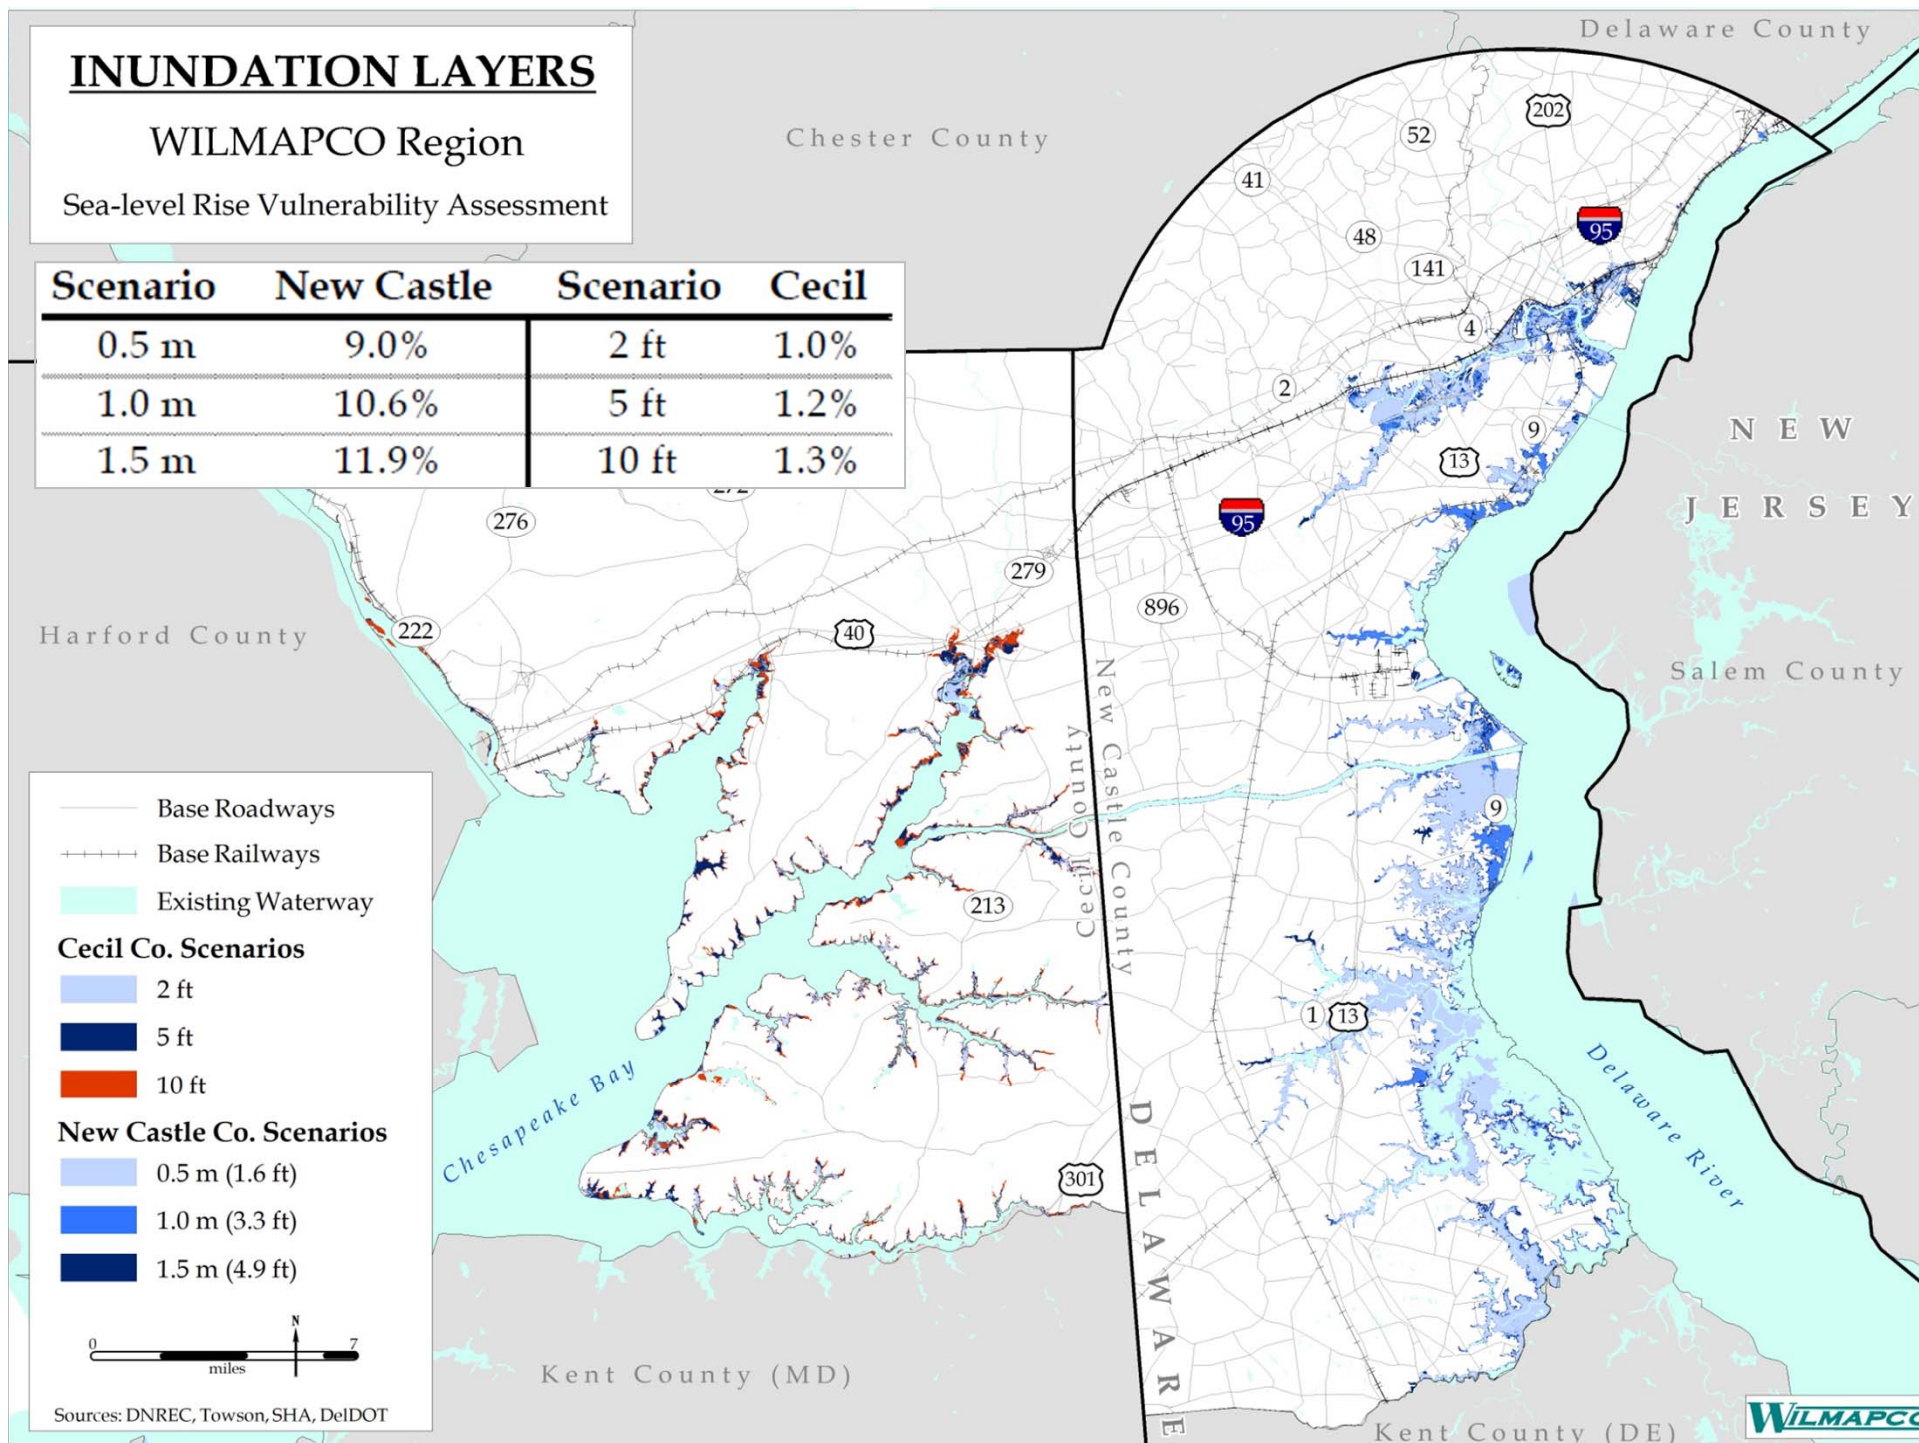 INUNDATION LAYERS
WILMAPCO Region
Sea-level Rise Vulnerability Assessment
Scenario New Castle Scenario Cecil
0.5 m 9.0% 2 ft 1.0%
1.0 m 10.6% 5 ft 1.2%
1.5 m 11.9% 10 ft 1.3%
Delaware County
Chester County
202
52
41
95
48
141
4
2
NEW
JERSEY
9
13
272
276
95
279
896
222
40
Harford County
Salem County
New Castle County
Cecil County
9
213
1
13
Chesapeake Bay
Delaware River
301
DELAWARE
Base Roadways
Base Railways
Existing Waterway
Cecil Co. Scenarios
2 ft
5 ft
10 ft
New Castle Co. Scenarios
0.5 m (1.6 ft)
1.0 m (3.3 ft)
1.5 m (4.9 ft)
N
0 7
miles
Sources: DNREC, Towson, SHA, DelDOT
Kent County (MD)
Kent County (DE)
WILMAPCO